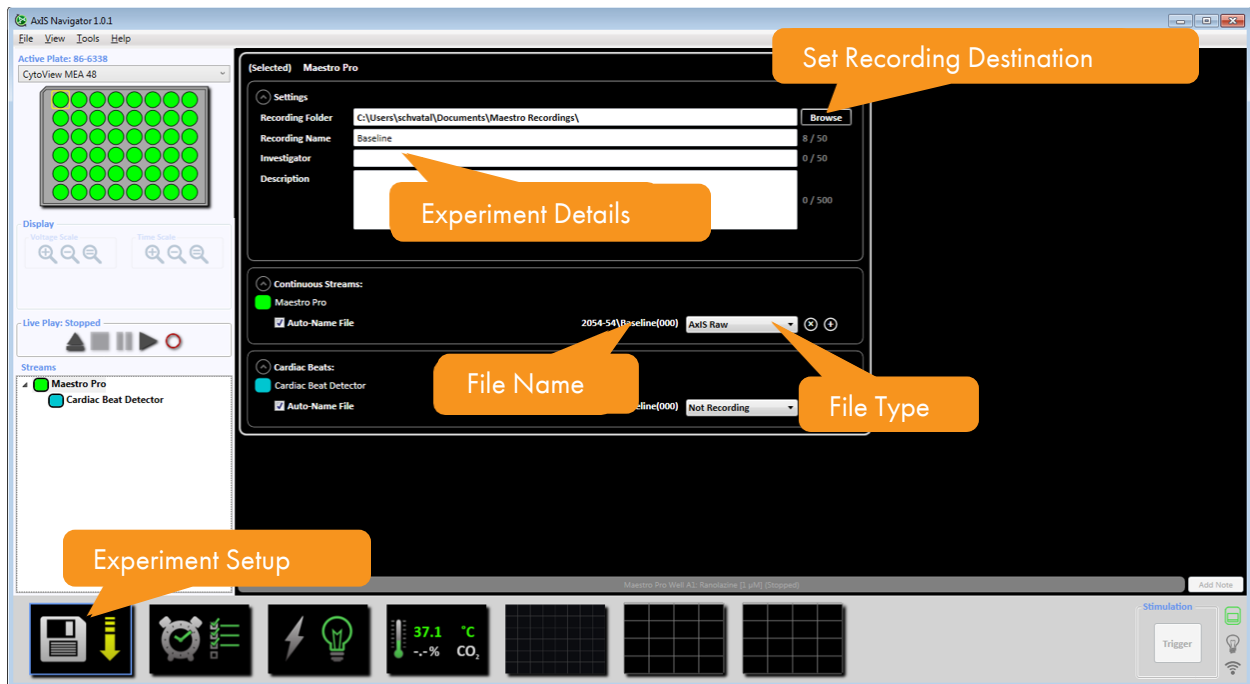 AxIS Navigator 1.0.1
File View Tools Help
Active Plate: 86-6338
CytoView MEA 48
(Selected) Maestro Pro
Set Recording Destination
Settings
Recording Folder C:\Users\schvatal\Documents\Maestro Recordings\ Browse
Recording Name Baseline 8 / 50
Investigator 0 / 50
Description
0 / 500
Experiment Details
Display
Voltage Scale Time Scale
Continuous Streams:
Maestro Pro
Auto-Name File 2054-54\Baseline(000) AxIS Raw
Live Play: Stopped
Streams
Maestro Pro
Cardiac Beat Detector
Cardiac Beats:
Cardiac Beat Detector
Auto-Name File eline(000) Not Recording
File Name
File Type
Experiment Setup
Maestro Pro Well A1: Ranolazine [1 µM] (Stopped)
Add Note
37.1 °C
-.-% CO2
Stimulation
Trigger